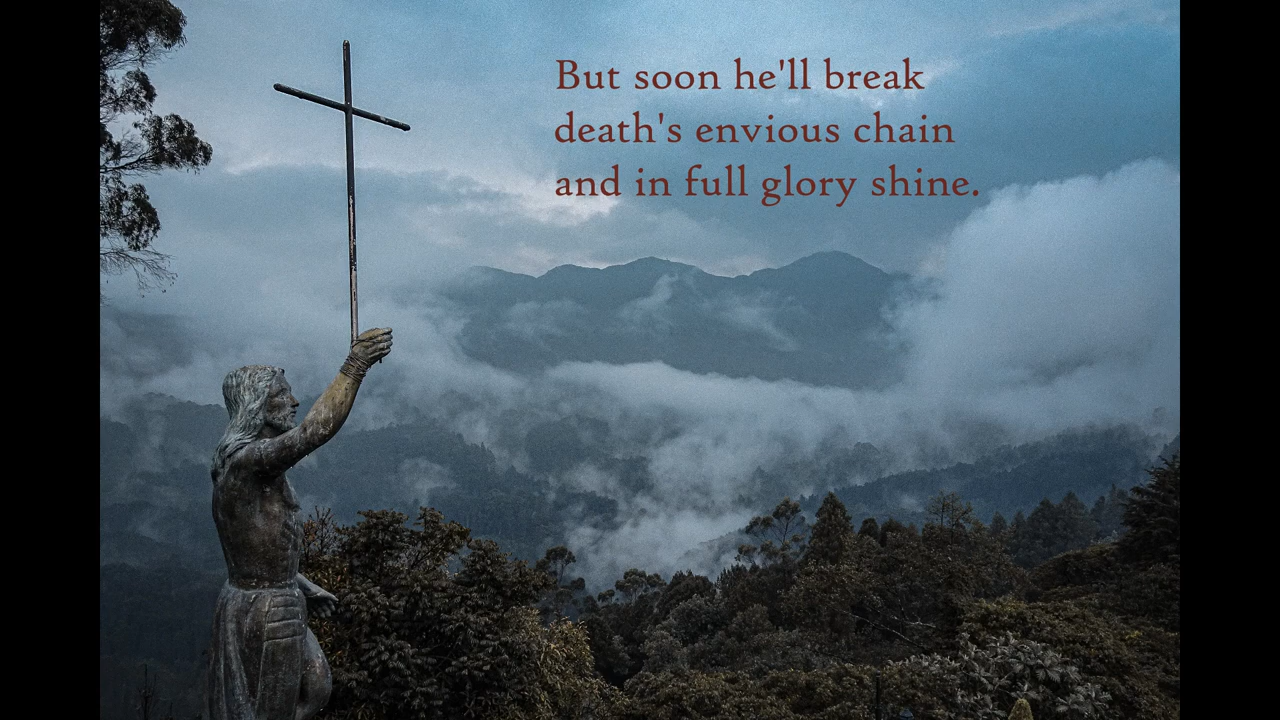 But soon he'll break
death's envious chain
and in full glory shine.